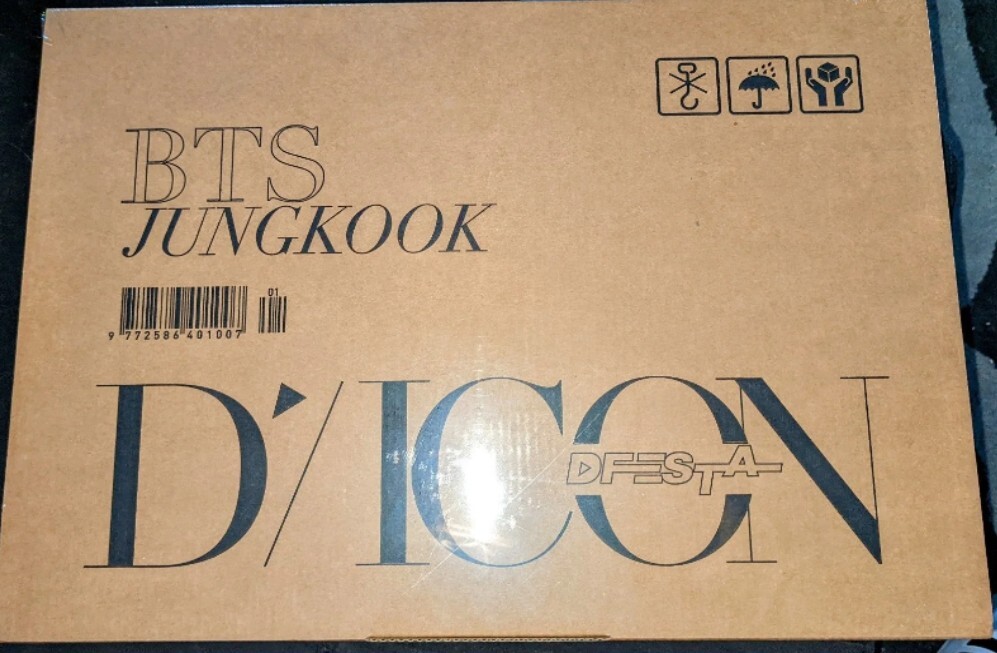 BTS
JUNGKOOK
01
9 772586 401007
D'/ICON
DFESTA